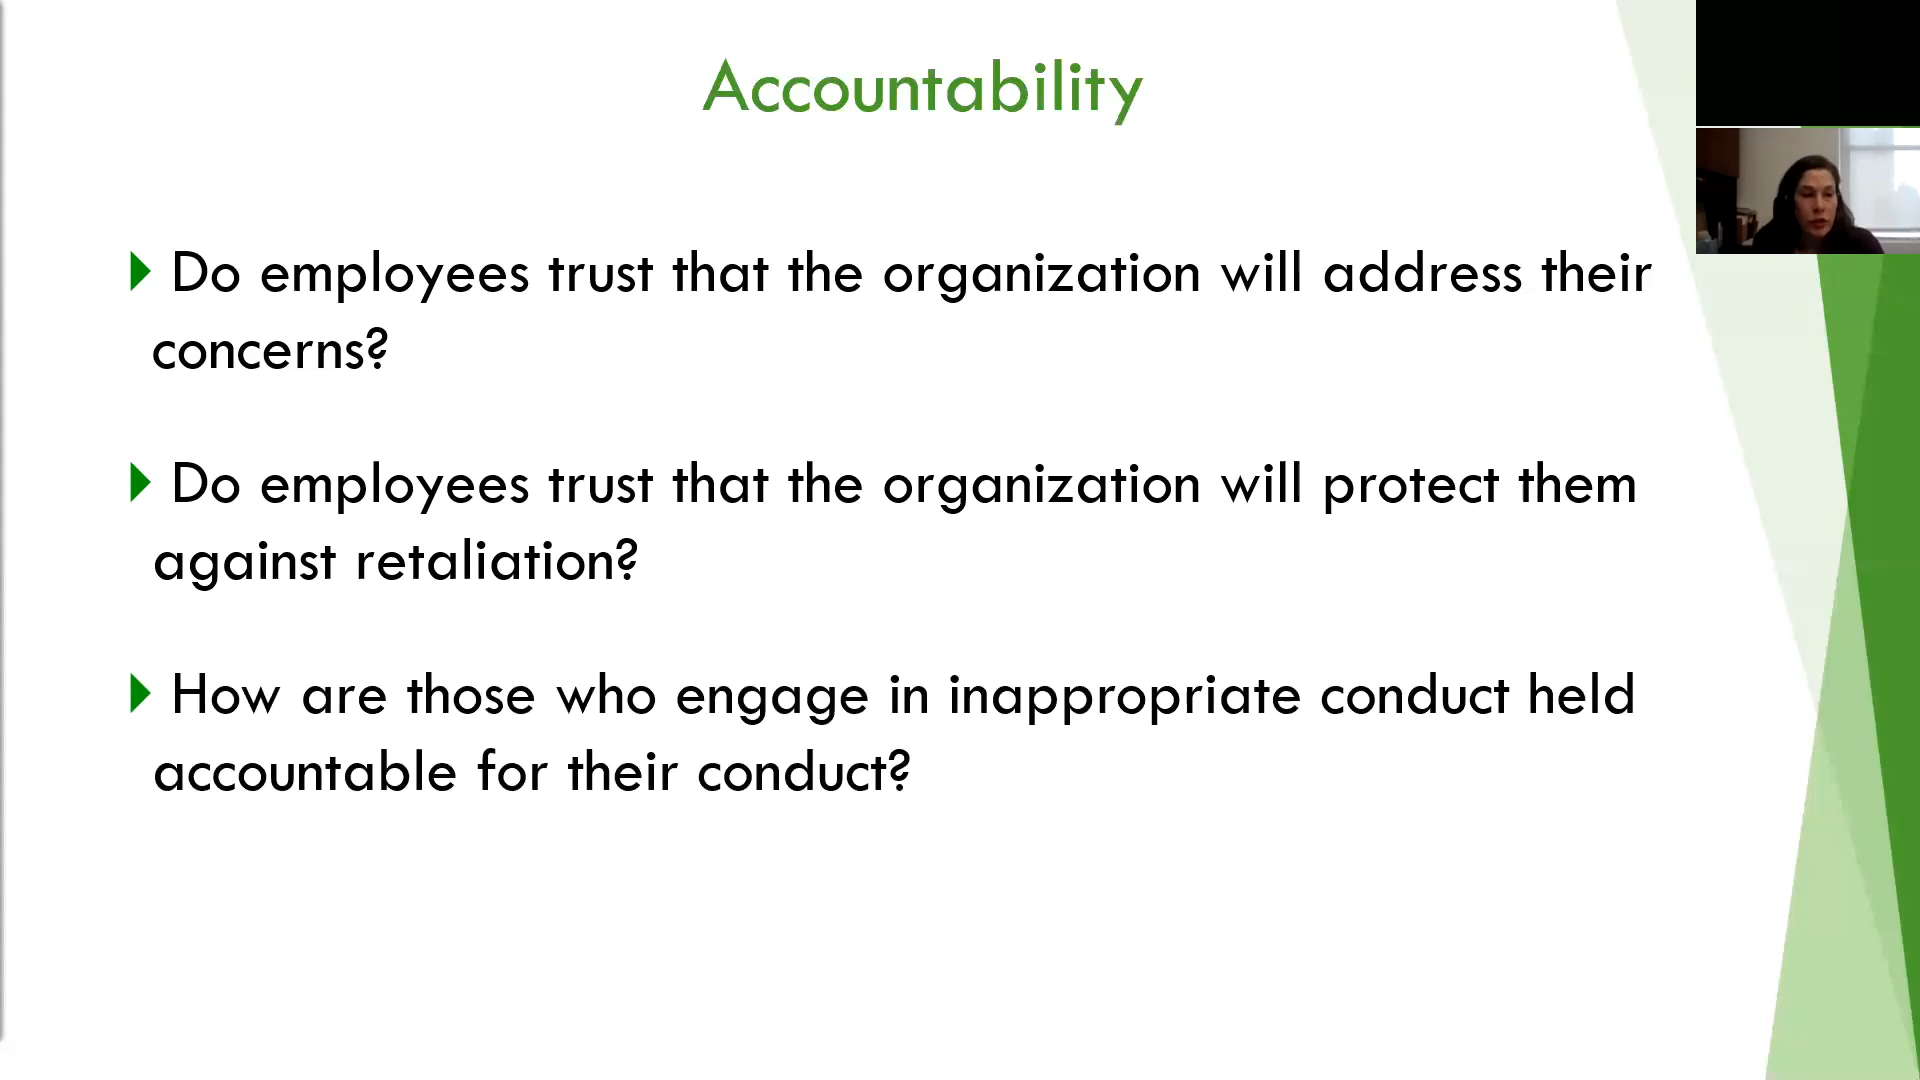 Accountability
Do employees trust that the organization will address their
concerns?
Do employees trust that the organization will protect them
against retaliation?
How are those who engage in inappropriate conduct held
accountable for their conduct?